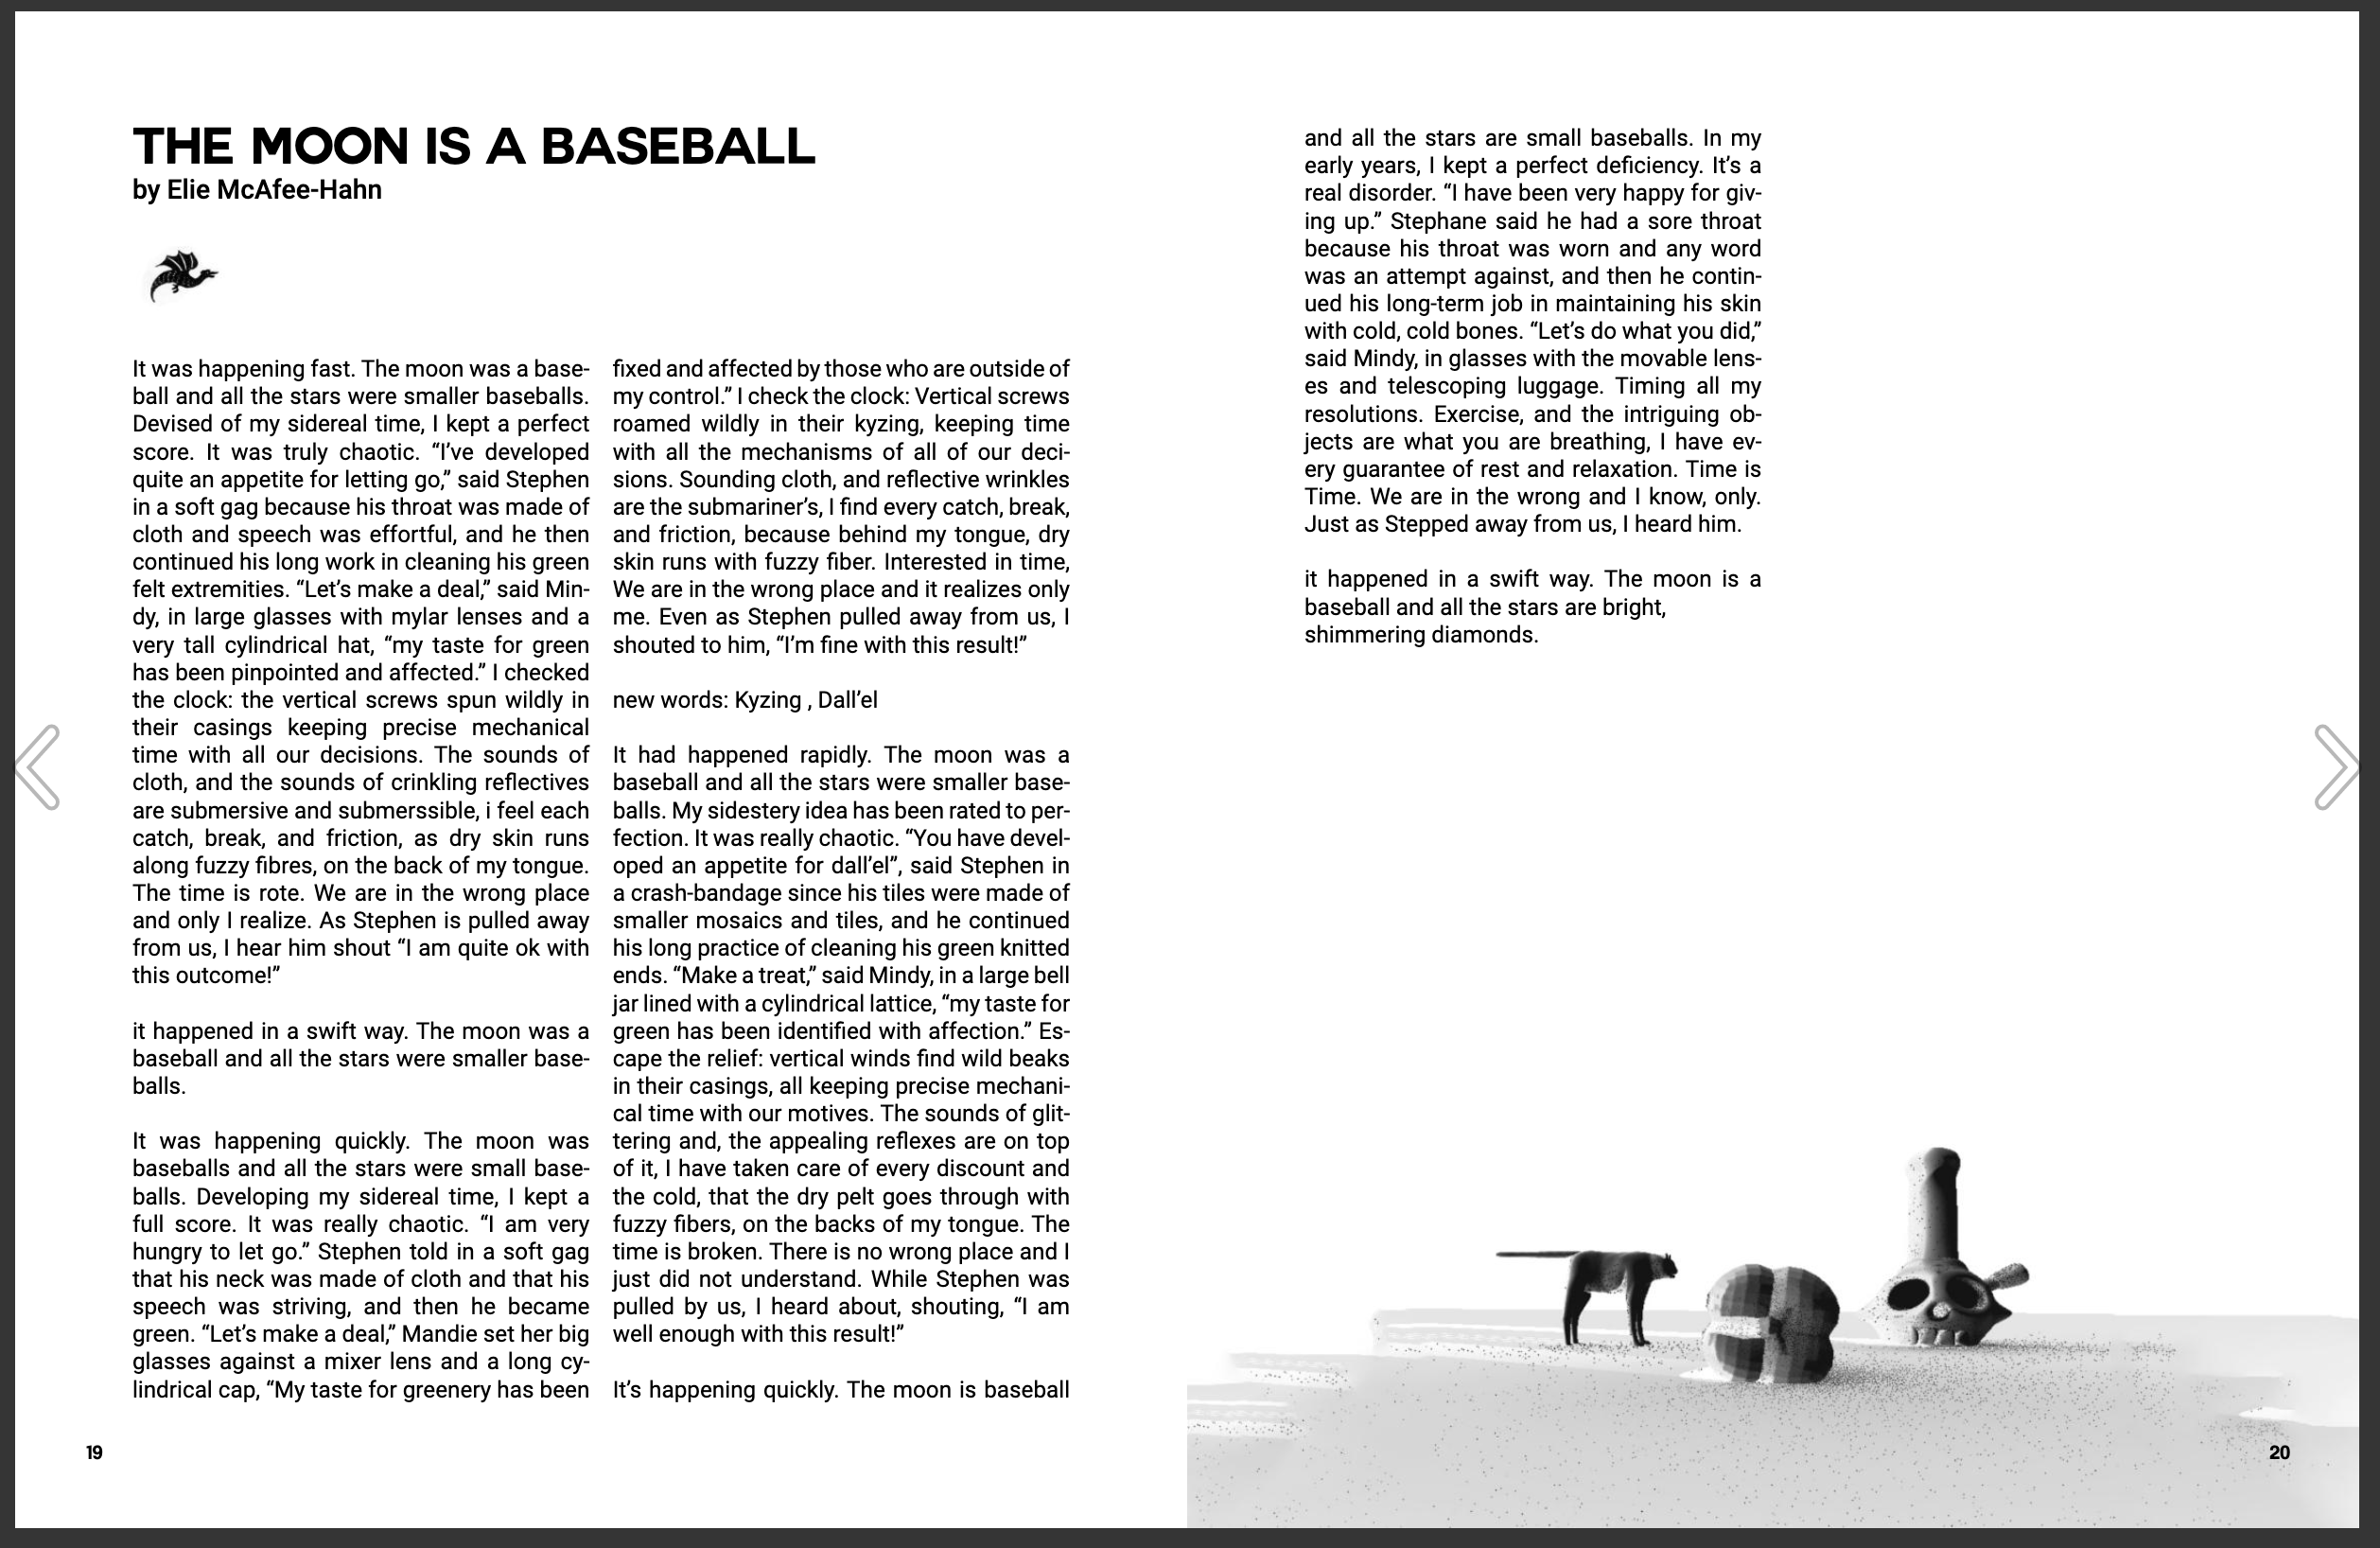 THE MOON IS A BASEBALL
by Elie McAfee-Hahn
It was happening fast. The moon was a base-
ball and all the stars were smaller baseballs.
Devised of my sidereal time, I kept a perfect
score. It was truly chaotic. “I’ve developed
quite an appetite for letting go,” said Stephen
in a soft gag because his throat was made of
cloth and speech was effortful, and he then
continued his long work in cleaning his green
felt extremities. “Let’s make a deal,” said Min-
dy, in large glasses with mylar lenses and a
very tall cylindrical hat, “my taste for green
has been pinpointed and affected.” I checked
the clock: the vertical screws spun wildly in
their casings keeping precise mechanical
time with all our decisions. The sounds of
cloth, and the sounds of crinkling reflectives
are submersive and submerssible, i feel each
catch, break, and friction, as dry skin runs
along fuzzy fibres, on the back of my tongue.
The time is rote. We are in the wrong place
and only I realize. As Stephen is pulled away
from us, I hear him shout “I am quite ok with
this outcome!”
it happened in a swift way. The moon was a
baseball and all the stars were smaller base-
balls.
It was happening quickly. The moon was
baseballs and all the stars were small base-
balls. Developing my sidereal time, I kept a
full score. It was really chaotic. “I am very
hungry to let go.” Stephen told in a soft gag
that his neck was made of cloth and that his
speech was striving, and then he became
green. “Let’s make a deal,” Mandie set her big
glasses against a mixer lens and a long cy-
lindrical cap, “My taste for greenery has been
fixed and affected by those who are outside of
my control.” I check the clock: Vertical screws
roamed wildly in their kyzing, keeping time
with all the mechanisms of all of our deci-
sions. Sounding cloth, and reflective wrinkles
are the submariner’s, I find every catch, break,
and friction, because behind my tongue, dry
skin runs with fuzzy fiber. Interested in time,
We are in the wrong place and it realizes only
me. Even as Stephen pulled away from us, I
shouted to him, “I’m fine with this result!”
new words: Kyzing , Dall’el
It had happened rapidly. The moon was a
baseball and all the stars were smaller base-
balls. My sidestery idea has been rated to per-
fection. It was really chaotic. “You have devel-
oped an appetite for dall’el”, said Stephen in
a crash-bandage since his tiles were made of
smaller mosaics and tiles, and he continued
his long practice of cleaning his green knitted
ends. “Make a treat,” said Mindy, in a large bell
jar lined with a cylindrical lattice, “my taste for
green has been identified with affection.” Es-
cape the relief: vertical winds find wild beaks
in their casings, all keeping precise mechani-
cal time with our motives. The sounds of glit-
tering and, the appealing reflexes are on top
of it, I have taken care of every discount and
the cold, that the dry pelt goes through with
fuzzy fibers, on the backs of my tongue. The
time is broken. There is no wrong place and I
just did not understand. While Stephen was
pulled by us, I heard about, shouting, “I am
well enough with this result!”
It’s happening quickly. The moon is baseball
19
and all the stars are small baseballs. In my
early years, I kept a perfect deficiency. It’s a
real disorder. “I have been very happy for giv-
ing up.” Stephane said he had a sore throat
because his throat was worn and any word
was an attempt against, and then he contin-
ued his long-term job in maintaining his skin
with cold, cold bones. “Let’s do what you did,”
said Mindy, in glasses with the movable lens-
es and telescoping luggage. Timing all my
resolutions. Exercise, and the intriguing ob-
jects are what you are breathing, I have ev-
ery guarantee of rest and relaxation. Time is
Time. We are in the wrong and I know, only.
Just as Stepped away from us, I heard him.
it happened in a swift way. The moon is a
baseball and all the stars are bright,
shimmering diamonds.
20